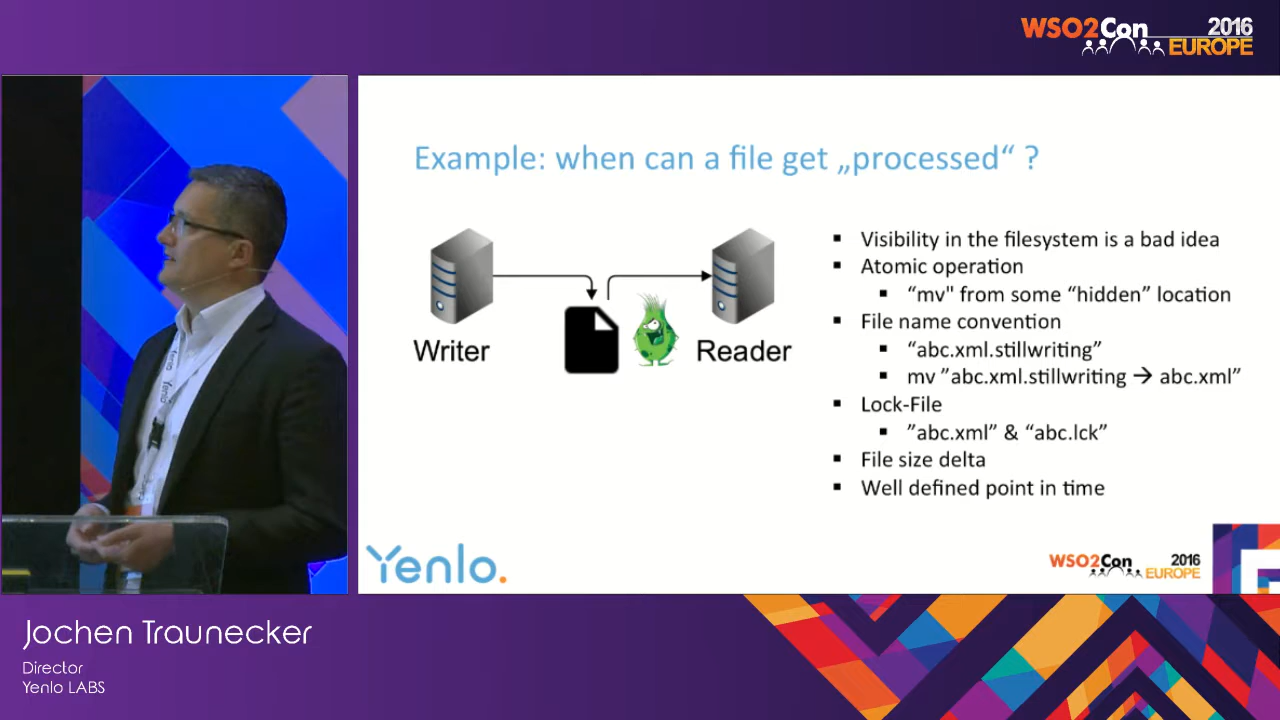 WSO2Con 2016
EUROPE
Example: when can a file get „processed“ ?
Writer
Reader
▪ Visibility in the filesystem is a bad idea
▪ Atomic operation
▪ “mv" from some “hidden” location
▪ File name convention
▪ “abc.xml.stillwriting”
▪ mv ”abc.xml.stillwriting → abc.xml”
▪ Lock-File
▪ ”abc.xml” & “abc.lck”
▪ File size delta
▪ Well defined point in time
Yenlo
Yenlo
Yenlo.
WSO2Con 2016
EUROPE
Jochen Traunecker
Director
Yenlo LABS